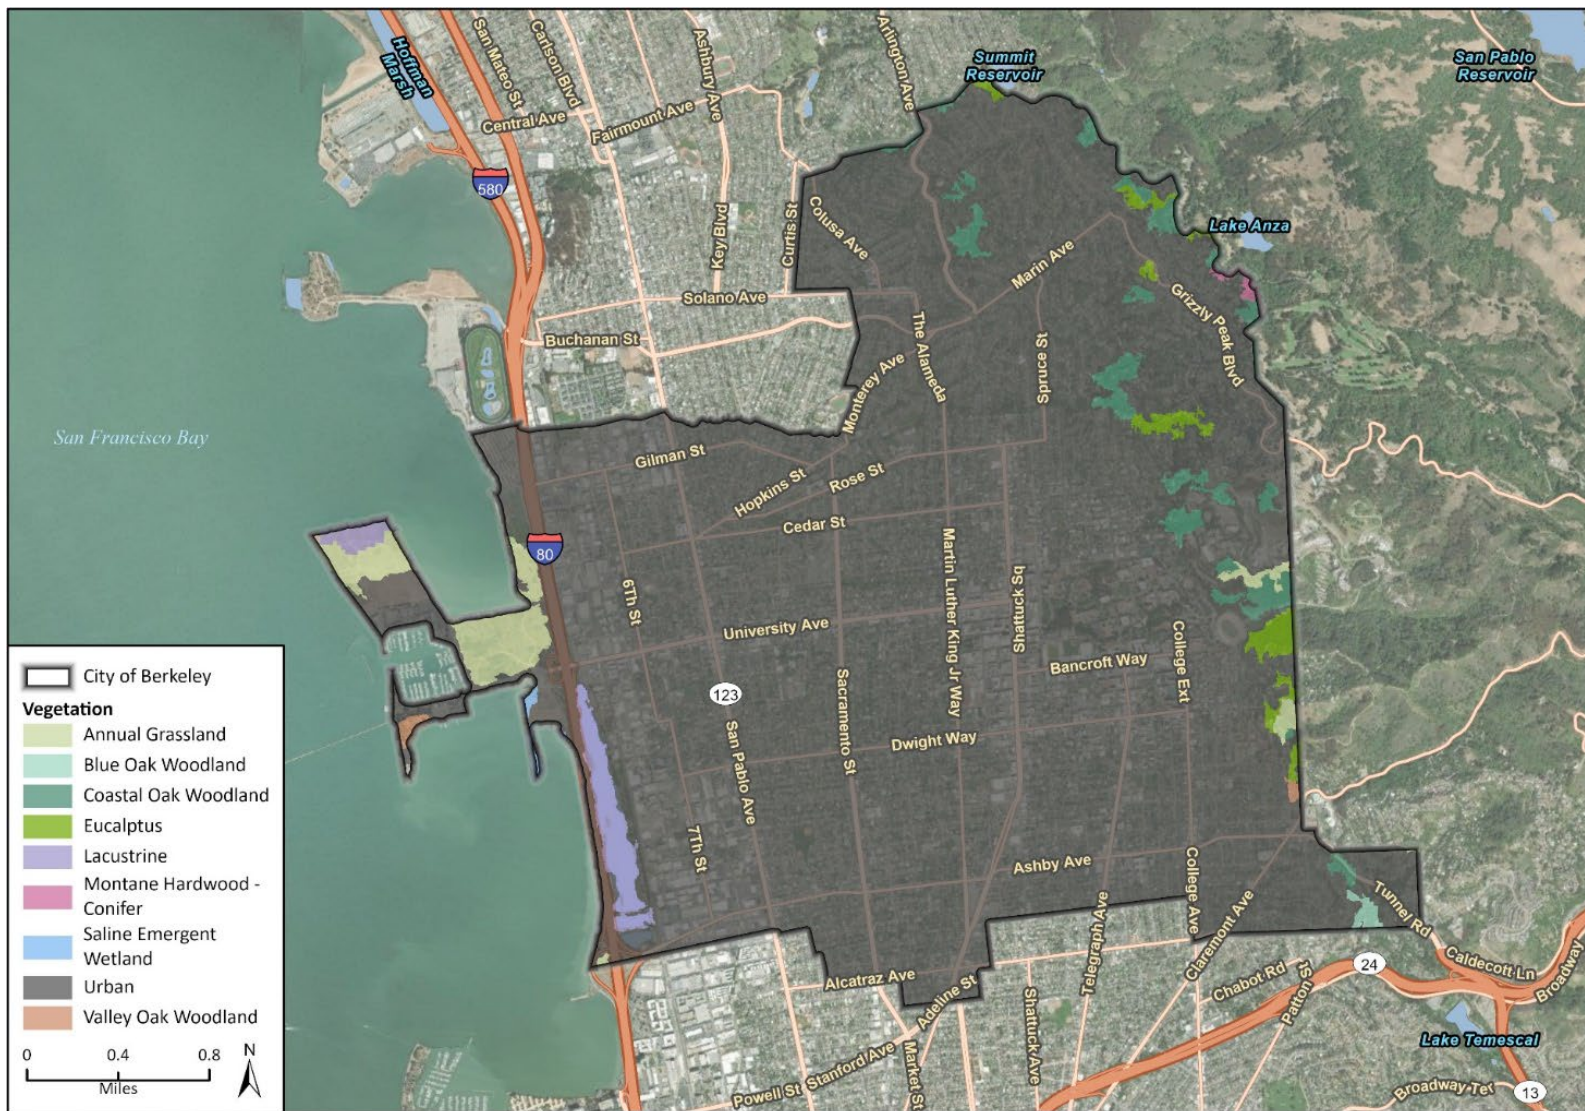 Hoffman
Marsh
San Mateo St
Carlson Blvd
Ashbury Ave
Arlington Ave
Summit
Reservoir
San Pablo
Reservoir
Central Ave
Fairmount Ave
580
Key Blvd
Curtis St
Colusa Ave
Lake Anza
Marin Ave
Solano Ave
Buchanan St
The Alameda
Grizzly Peak Blvd
Monterey Ave
Spruce St
San Francisco Bay
Gilman St
Hopkins St
Rose St
Cedar St
80
6Th St
Martin Luther King Jr Way
Shattuck Sq
University Ave
College Ext
Bancroft Way
123
Sacramento St
San Pablo Ave
Dwight Way
7Th St
Ashby Ave
College Ave
Claremont Ave
Telegraph Ave
Tunnel Rd
Alcatraz Ave
Adeline St
Shattuck Ave
Chabot Rd
Patton St
24
Caldecott Ln
Broadway
Lake Temescal
Stanford Ave
Market St
Powell St
Broadway Ter
13
City of Berkeley
Vegetation
Annual Grassland
Blue Oak Woodland
Coastal Oak Woodland
Eucalptus
Lacustrine
Montane Hardwood -
Conifer
Saline Emergent
Wetland
Urban
Valley Oak Woodland
0 0.4 0.8
Miles
N